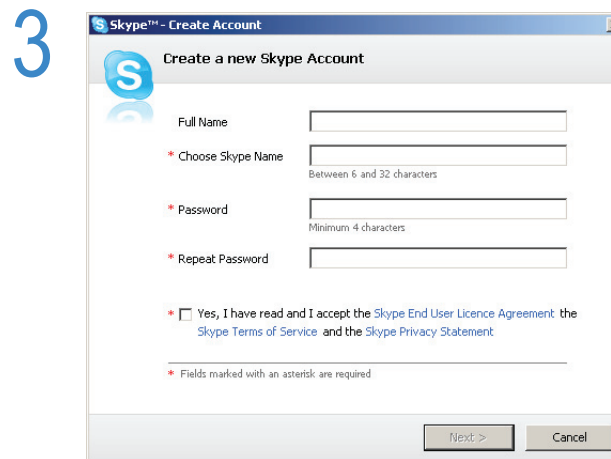 3
Skype™ - Create Account
Create a new Skype Account
Full Name
* Choose Skype Name
Between 6 and 32 characters
* Password
Minimum 4 characters
* Repeat Password
* Yes, I have read and I accept the Skype End User Licence Agreement the
Skype Terms of Service and the Skype Privacy Statement
* Fields marked with an asterisk are required
Next >
Cancel